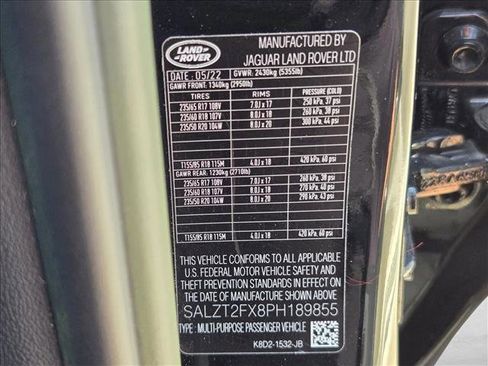 LAND ROVER
MANUFACTURED BY
JAGUAR LAND ROVER LTD
DATE : 05/22 GVWR: 2430kg (5355lb)
GAWR FRONT: 1340kg (2950lb)
TIRES RIMS PRESSURE (COLD)
235/65 R17 108V 7.0J x 17 250 kPa, 37 psi
235/60 R18 107V 8.0J x 18 260 kPa, 38 psi
235/50 R20 104W 8.0J x 20 300 kPa, 44 psi
T155/85 R18 115M 4.0J x 18 420 kPa, 60 psi
GAWR REAR: 1230kg (2710lb)
235/65 R17 108V 7.0J x 17 260 kPa, 38 psi
235/60 R18 107V 8.0J x 18 270 kPa, 40 psi
235/50 R20 104W 8.0J x 20 290 kPa, 43 psi
T155/85 R18 115M 4.0J x 18 420 kPa, 60 psi
THIS VEHICLE CONFORMS TO ALL APPLICABLE
U.S. FEDERAL MOTOR VEHICLE SAFETY AND THEFT
PREVENTION STANDARDS IN EFFECT ON
THE DATE OF MANUFACTURE SHOWN ABOVE
SALZT2FX8PH189855
TYPE: MULTI-PURPOSE PASSENGER VEHICLE
K8D2-1532-JB